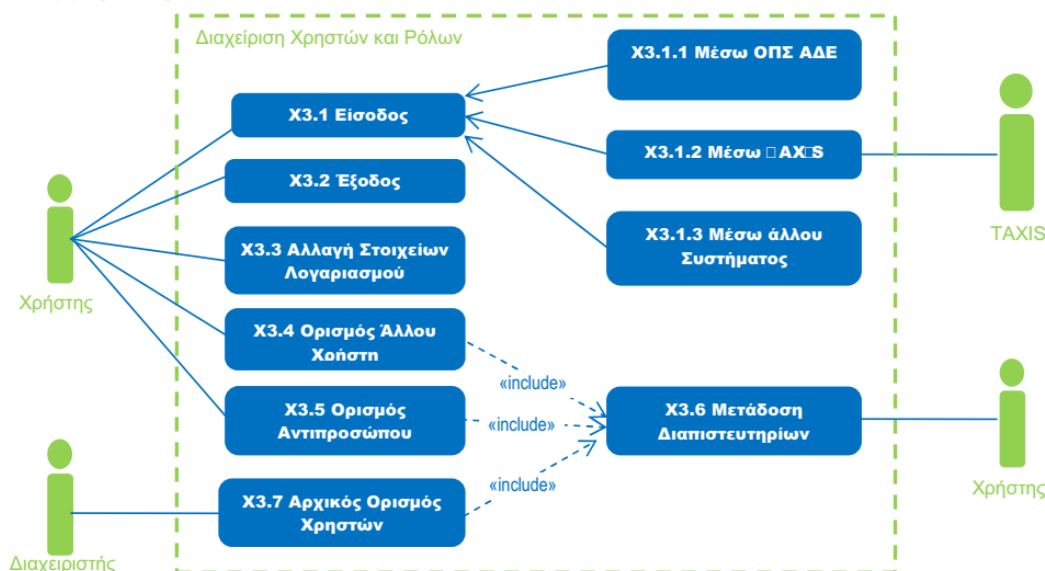 Διαχείριση Χρηστών και Ρόλων
Χ3.1.1 Μέσω ΟΠΣ ΑΔΕ
Χ3.1 Είσοδος
Χ3.1.2 Μέσω □AX□S
Χ3.2 Έξοδος
TAXIS
Χ3.1.3 Μέσω άλλου
Συστήματος
Χ3.3 Αλλαγή Στοιχείων
Λογαριασμού
Χρήστης
Χ3.4 Ορισμός Άλλου
Χρήστη
«include»
Χ3.5 Ορισμός
Αντιπροσώπου
«include»
Χ3.6 Μετάδοση
Διαπιστευτηρίων
«include»
Χρήστης
Χ3.7 Αρχικός Ορισμός
Χρηστών
Διαχειριστής